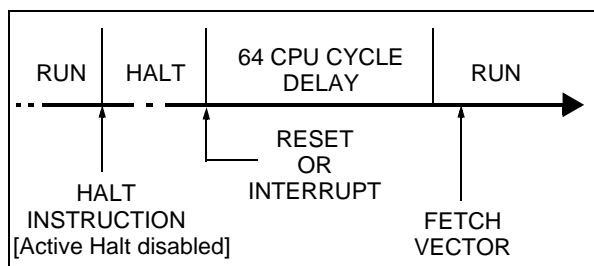 RUN
HALT
64 CPU CYCLE
DELAY
RUN
RESET
OR
INTERRUPT
HALT
INSTRUCTION
[Active Halt disabled]
FETCH
VECTOR